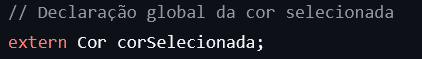 // Declaração global da cor selecionada
extern Cor corSelecionada;